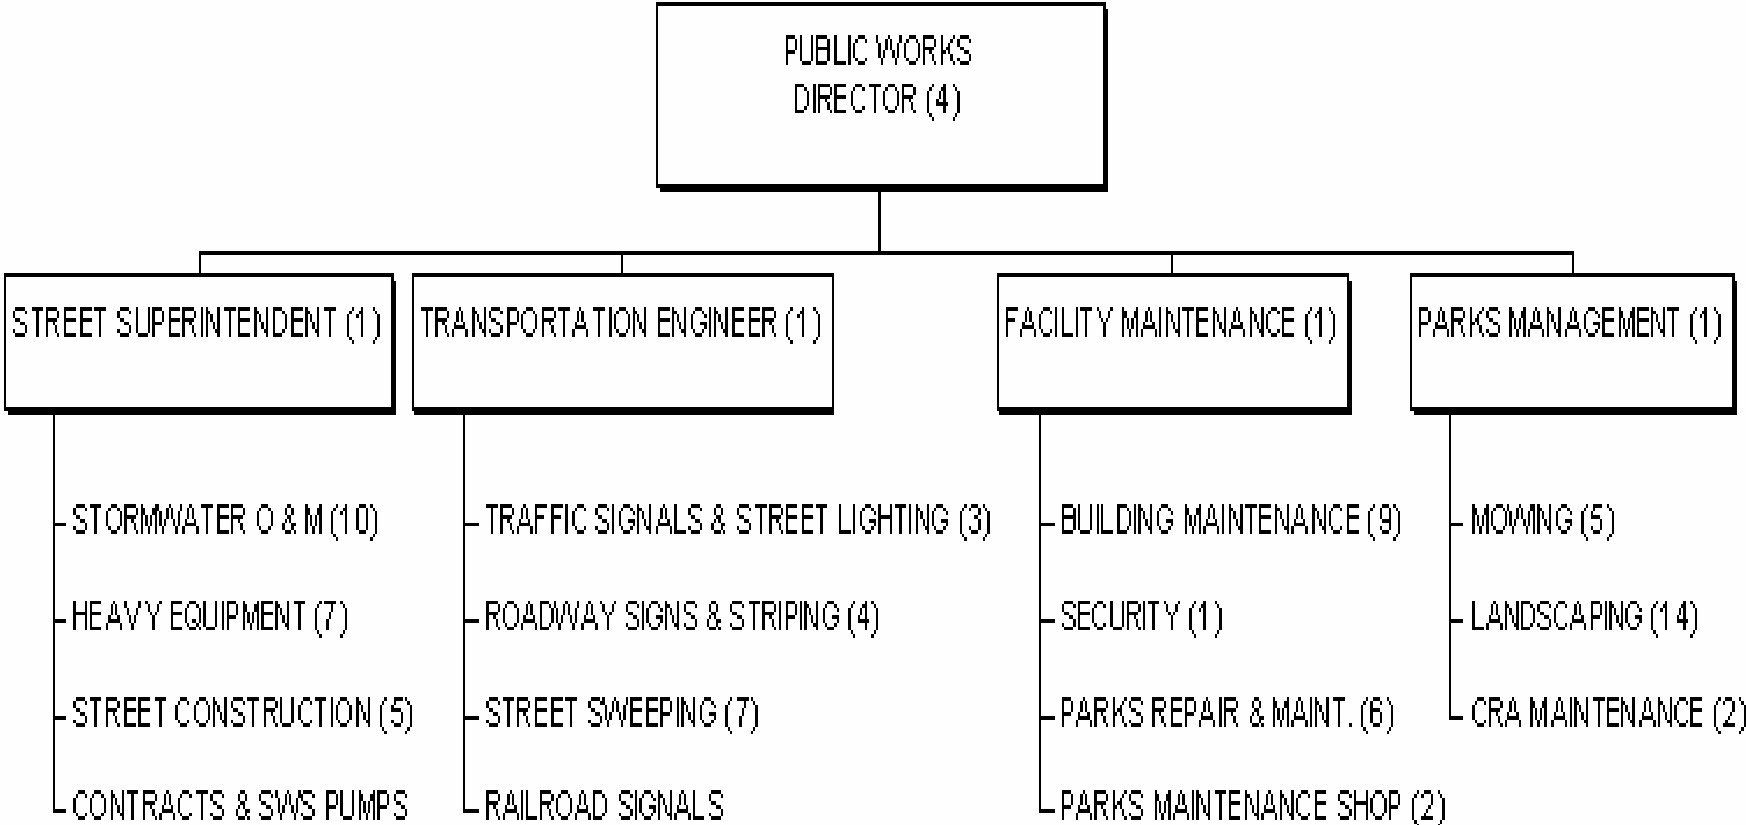 PUBLIC WORKS
DIRECTOR (4)
STREET SUPERINTENDENT (1)
TRANSPORTATION ENGINEER (1)
FACILITY MAINTENANCE (1)
PARKS MANAGEMENT (1)
STORMWATER O & M (10)
HEAVY EQUIPMENT (7)
STREET CONSTRUCTION (5)
CONTRACTS & SWS PUMPS
TRAFFIC SIGNALS & STREET LIGHTING (3)
ROADWAY SIGNS & STRIPING (4)
STREET SWEEPING (7)
RAILROAD SIGNALS
BUILDING MAINTENANCE (9)
SECURITY (1)
PARKS REPAIR & MAINT. (6)
PARKS MAINTENANCE SHOP (2)
MOWING (5)
LANDSCAPING (14)
CRA MAINTENANCE (2)